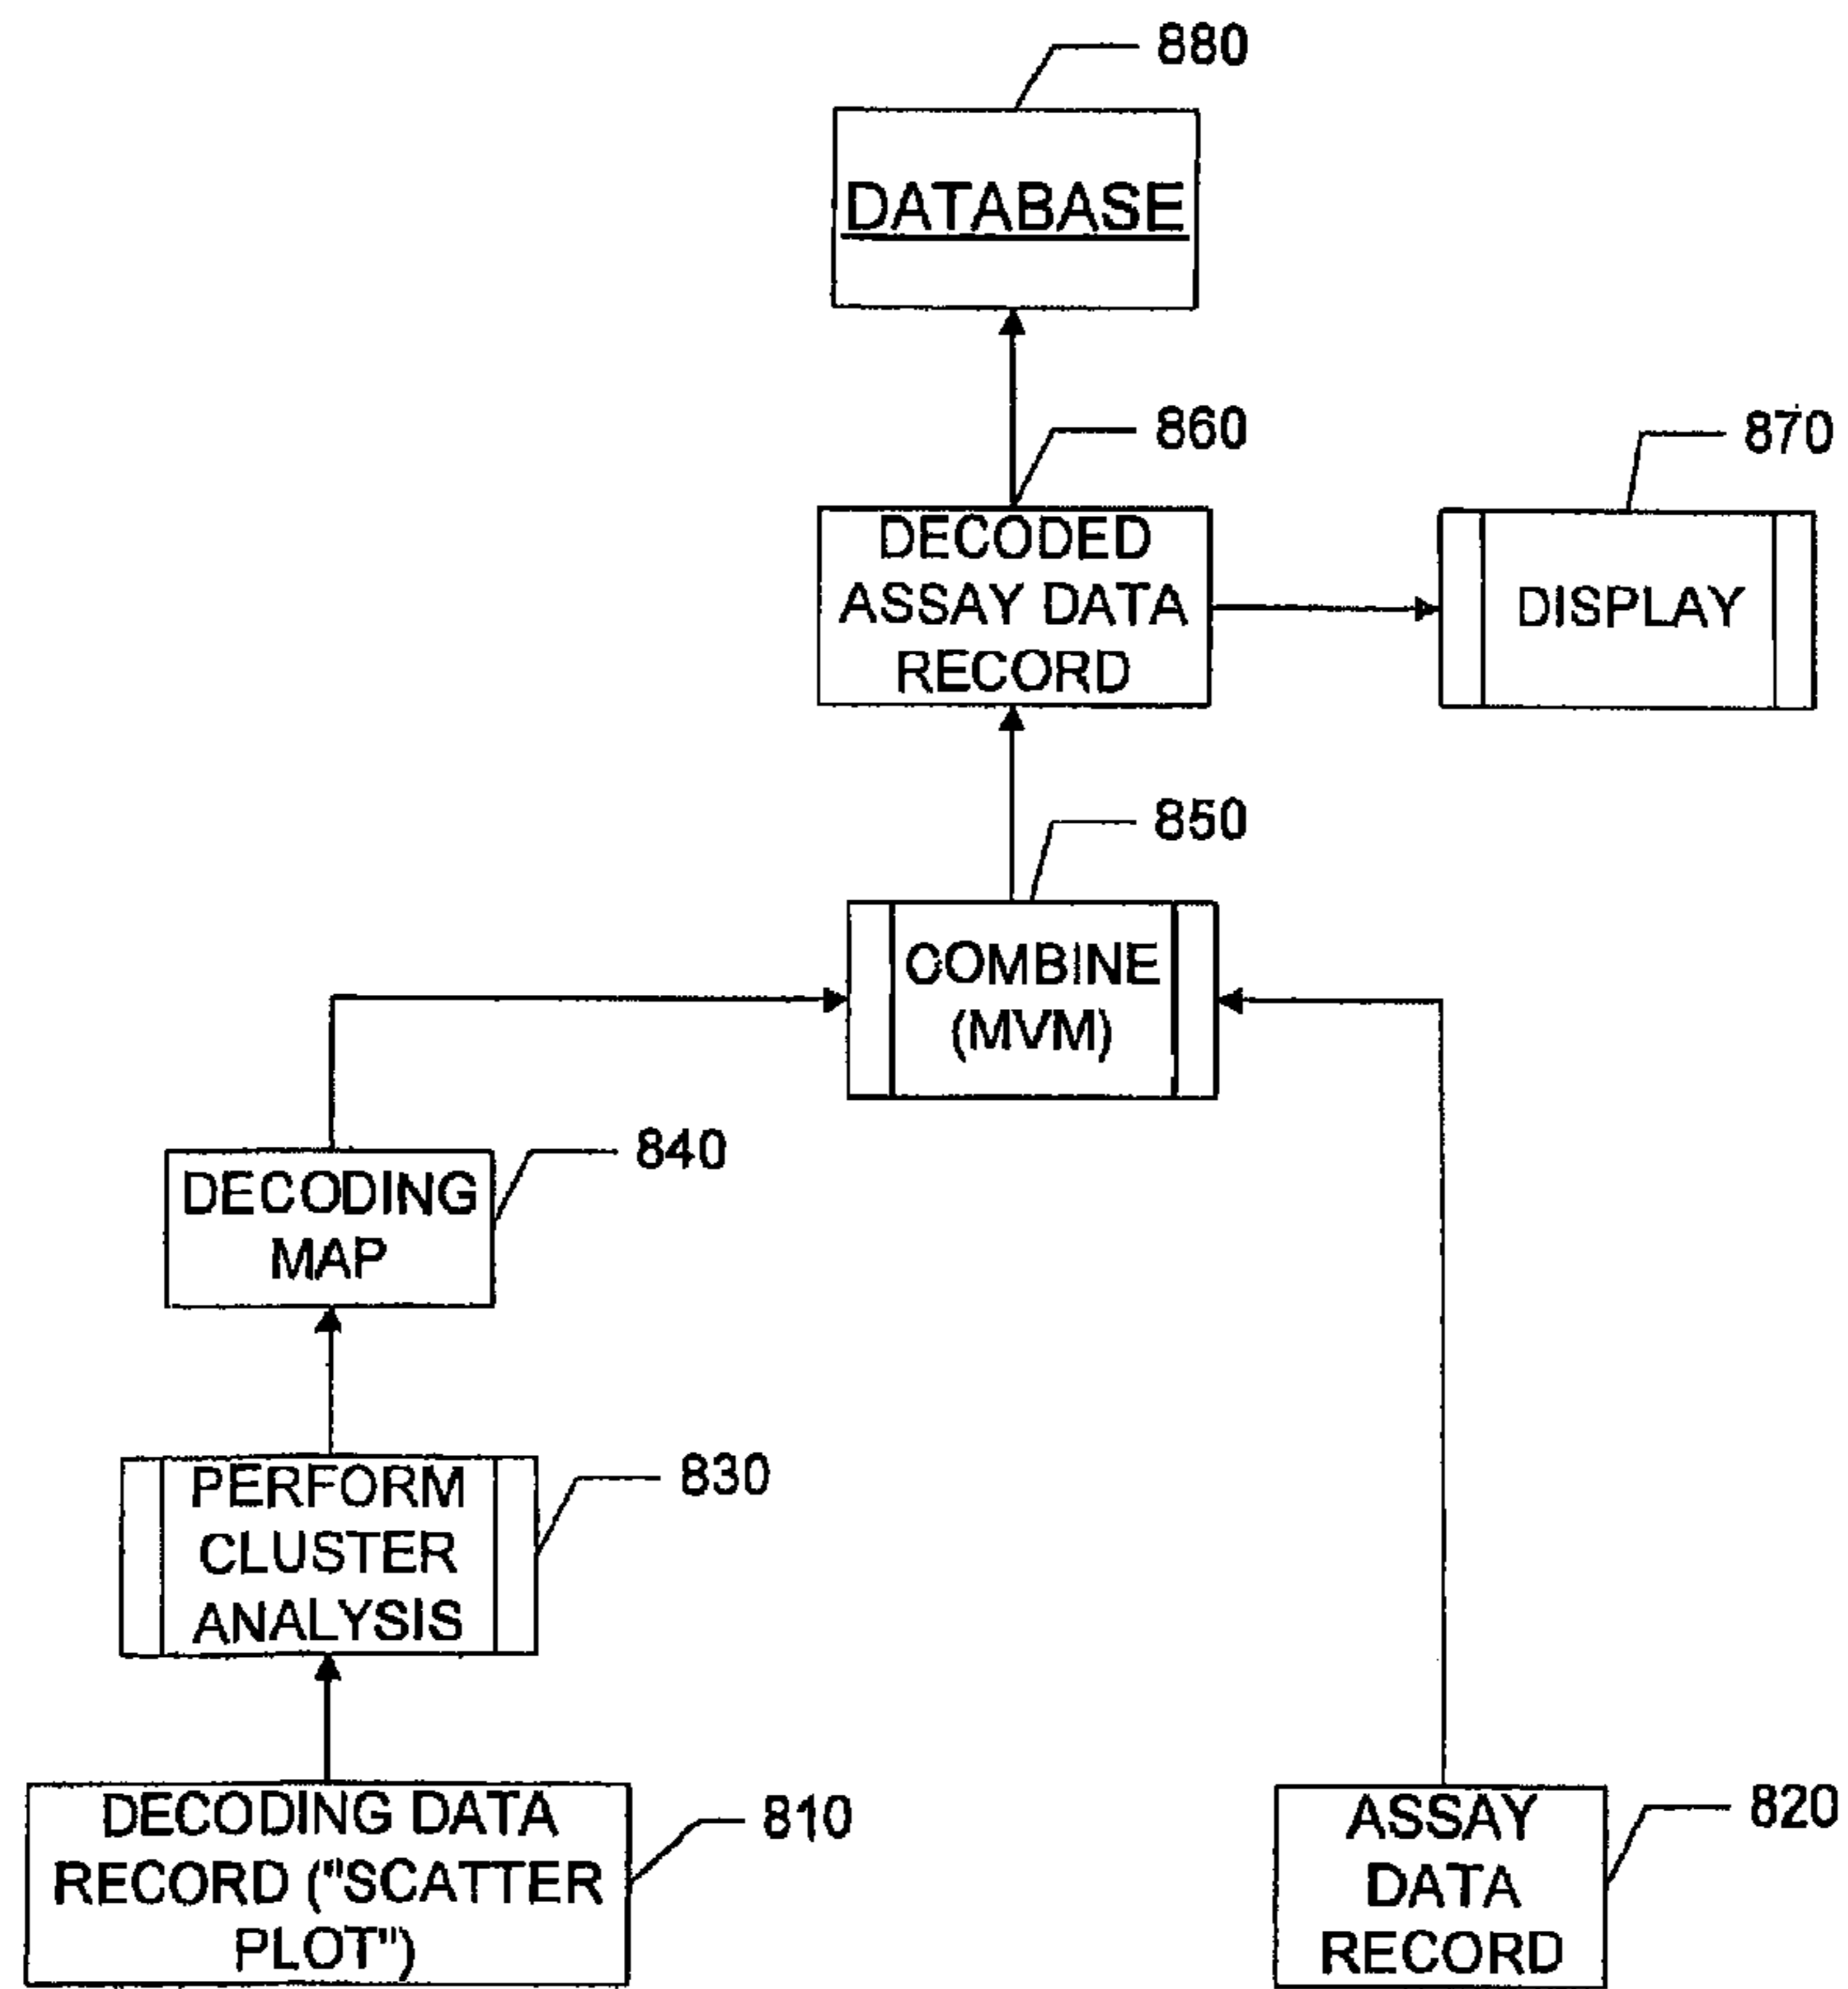 880
DATABASE
860
870
DECODED
ASSAY DATA
RECORD
DISPLAY
850
COMBINE
(MVM)
840
DECODING
MAP
830
PERFORM
CLUSTER
ANALYSIS
810
DECODING DATA
RECORD ("SCATTER
PLOT")
820
ASSAY
DATA
RECORD